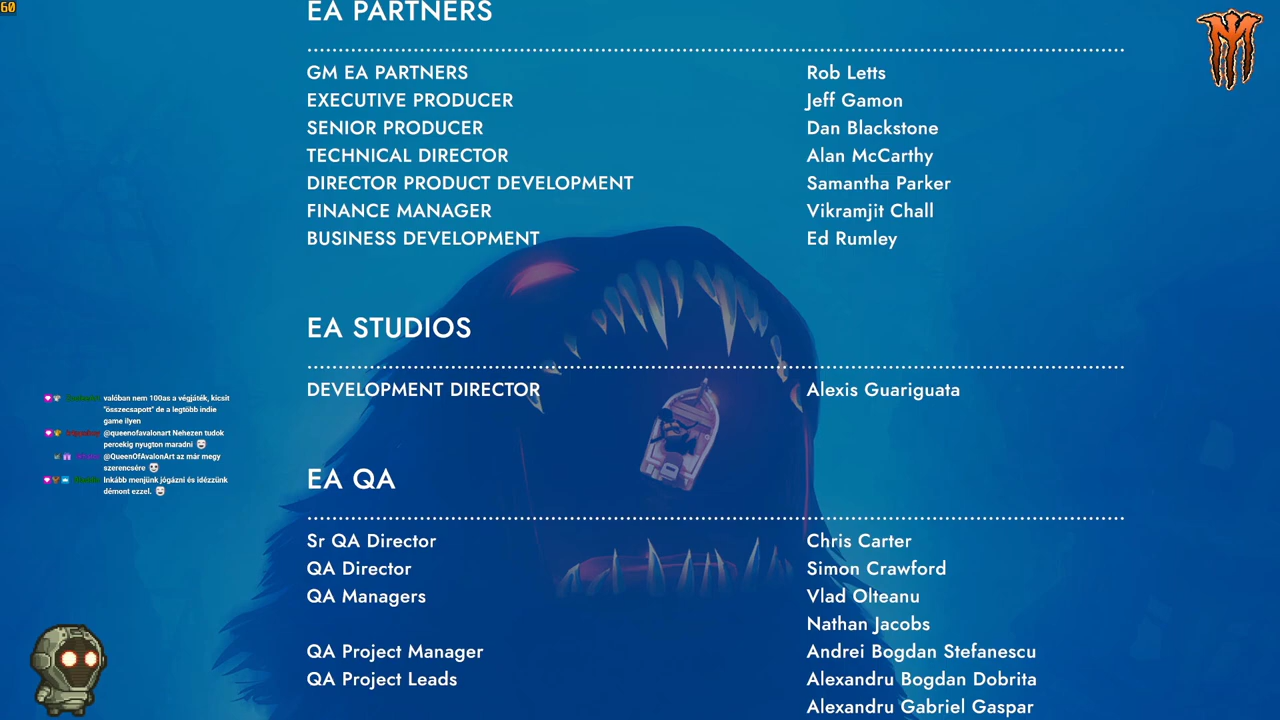 60
EA PARTNERS
GM EA PARTNERS Rob Letts
EXECUTIVE PRODUCER Jeff Gamon
SENIOR PRODUCER Dan Blackstone
TECHNICAL DIRECTOR Alan McCarthy
DIRECTOR PRODUCT DEVELOPMENT Samantha Parker
FINANCE MANAGER Vikramjit Chall
BUSINESS DEVELOPMENT Ed Rumley
EA STUDIOS
DEVELOPMENT DIRECTOR Alexis Guariguata
valóban nem 100as a végjáték, kicsit
"összecsapott" de a legtöbb indie
game ilyen
@queenofavalonart Nehezen tudok
percekig nyugton maradni
@QueenOfAvalonArt az már megy
szerencsére
Inkább menjünk jógázni és idézzünk
démont ezzel.
EA QA
Sr QA Director Chris Carter
QA Director Simon Crawford
QA Managers Vlad Olteanu
Nathan Jacobs
QA Project Manager Andrei Bogdan Stefanescu
QA Project Leads Alexandru Bogdan Dobrita
Alexandru Gabriel Gaspar